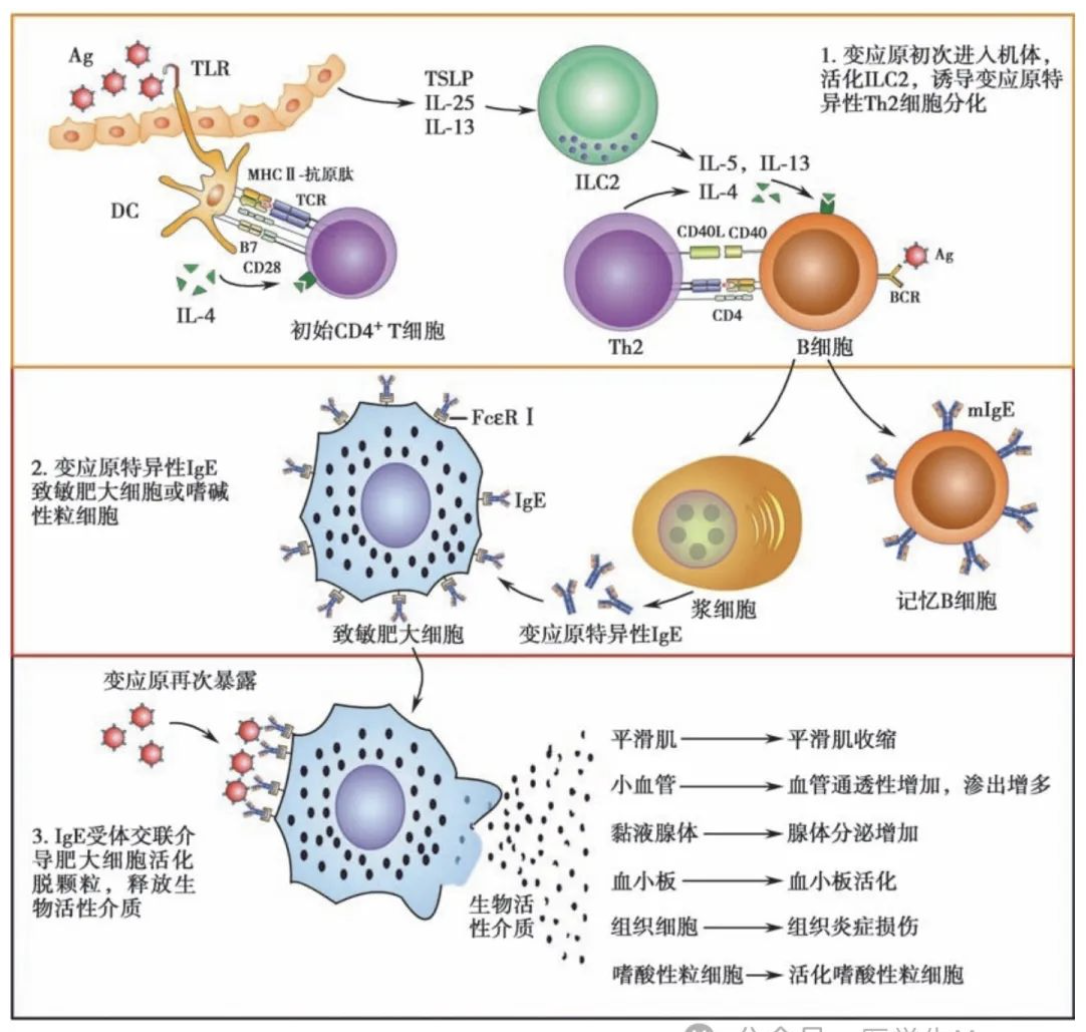 Ag
TLR
TSLP
IL-25
IL-13
1. 变应原初次进入机体，
活化ILC2，诱导变应原特
异性Th2细胞分化
ILC2
IL-5，IL-13
IL-4
MHCⅡ-抗原肽
TCR
DC
B7
CD28
IL-4
初始CD4⁺ T细胞
CD40L CD40
Ag
BCR
CD4
Th2
B细胞
FcεRⅠ
mIgE
2. 变应原特异性IgE
致敏肥大细胞或嗜碱
性粒细胞
IgE
记忆B细胞
浆细胞
致敏肥大细胞
变应原特异性IgE
变应原再次暴露
3. IgE受体交联介
导肥大细胞活化
脱颗粒，释放生
物活性介质
生物活
性介质
平滑肌 → 平滑肌收缩
小血管 → 血管通透性增加，渗出增多
黏液腺体 → 腺体分泌增加
血小板 → 血小板活化
组织细胞 → 组织炎症损伤
嗜酸性粒细胞 → 活化嗜酸性粒细胞